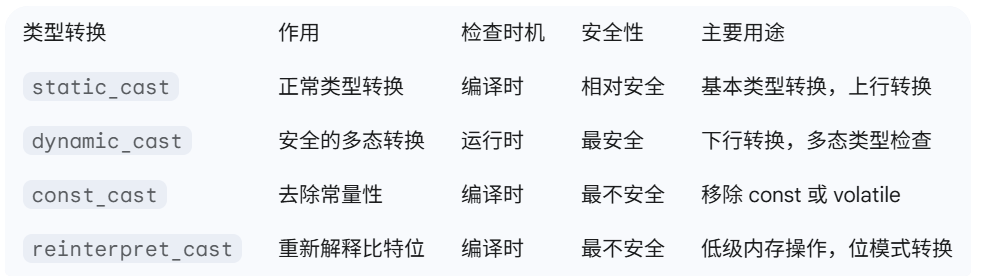 类型转换 作用 检查时机 安全性 主要用途
static_cast 正常类型转换 编译时 相对安全 基本类型转换，上行转换
dynamic_cast 安全的多态转换 运行时 最安全 下行转换，多态类型检查
const_cast 去除常量性 编译时 最不安全 移除 const 或 volatile
reinterpret_cast 重新解释比特位 编译时 最不安全 低级内存操作，位模式转换